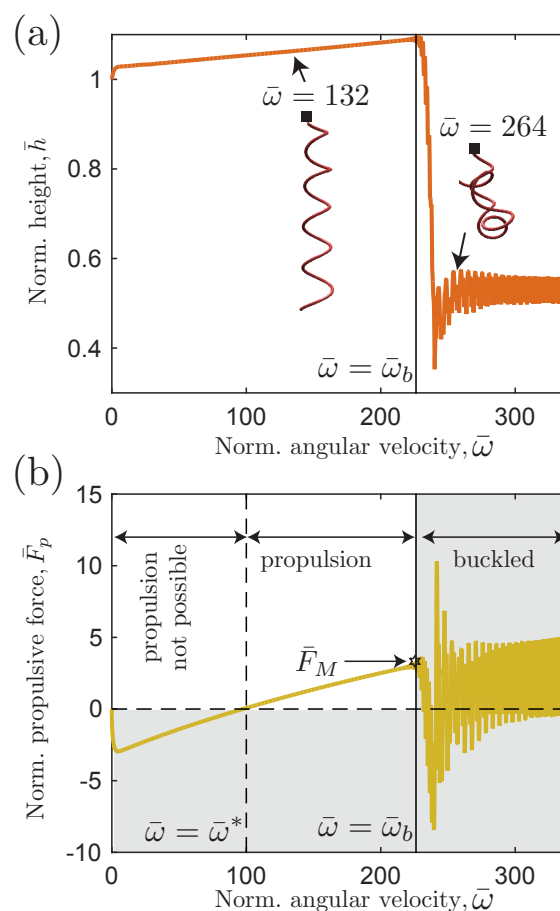 (a)
Norm. height, h̄
1
0.8
0.6
0.4
ω̄ = 132
ω̄ = 264
ω̄ = ω̄_b
0
100
200
300
Norm. angular velocity, ω̄
(b)
Norm. propulsive force, F̄_p
15
10
5
0
-5
-10
propulsion
not possible
propulsion
buckled
F̄_M
ω̄ = ω̄*
ω̄ = ω̄_b
0
100
200
300
Norm. angular velocity, ω̄